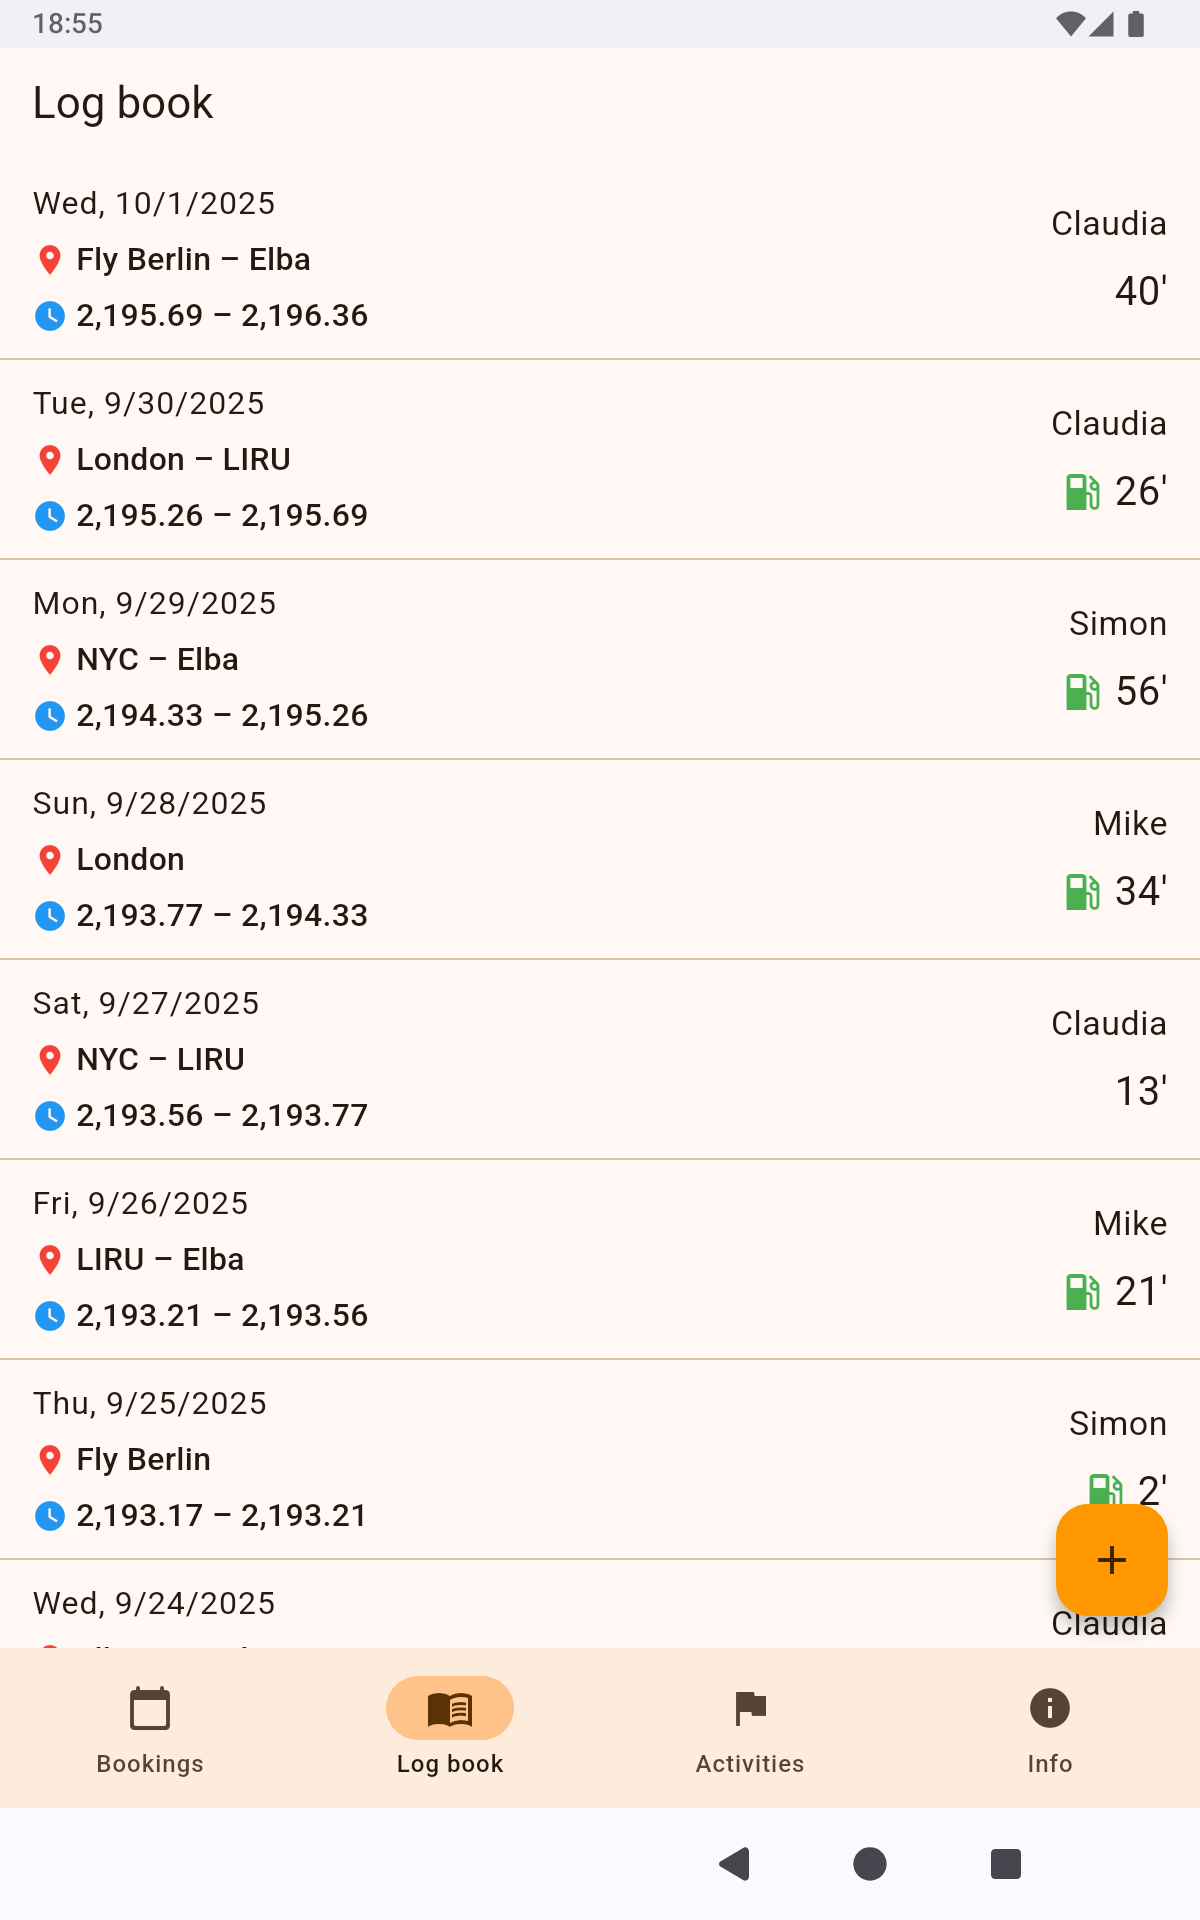 18:55
Log book
Wed, 10/1/2025
Claudia
Fly Berlin – Elba
40'
2,195.69 – 2,196.36
Tue, 9/30/2025
Claudia
London – LIRU
26'
2,195.26 – 2,195.69
Mon, 9/29/2025
Simon
NYC – Elba
56'
2,194.33 – 2,195.26
Sun, 9/28/2025
Mike
London
34'
2,193.77 – 2,194.33
Sat, 9/27/2025
Claudia
NYC – LIRU
13'
2,193.56 – 2,193.77
Fri, 9/26/2025
Mike
LIRU – Elba
21'
2,193.21 – 2,193.56
Thu, 9/25/2025
Simon
Fly Berlin
2'
2,193.17 – 2,193.21
Wed, 9/24/2025
Claudia
Bookings
Log book
Activities
Info